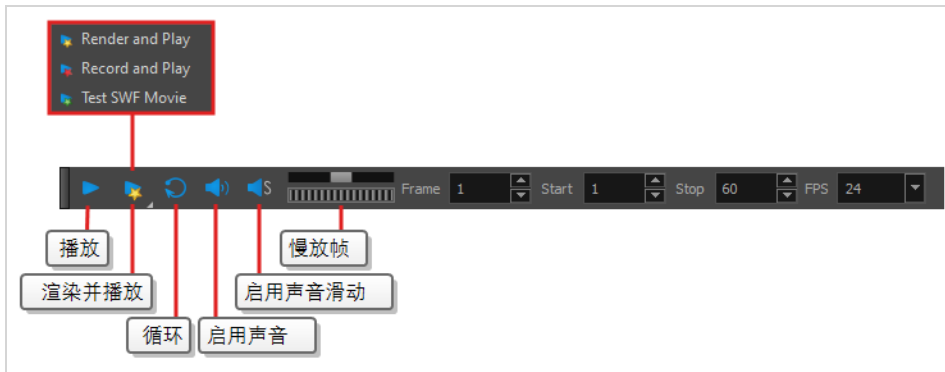 Render and Play
Record and Play
Test SWF Movie
S Frame 1 Start 1 Stop 60 FPS 24
播放 慢放帧
渲染并播放 启用声音滑动
循环 启用声音